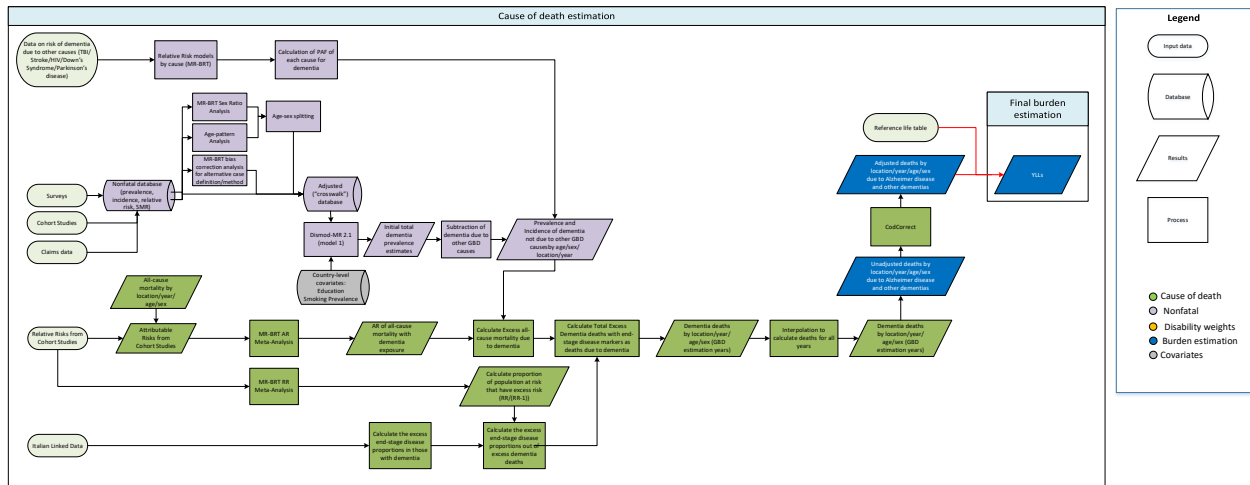 Cause of death estimation
Data on risk of dementia
due to other causes (TBI/
Stroke/HIV/Down's
Syndrome/Parkinson's
disease)
Relative Risk models
by cause (MR-BRT)
Calculation of PAF of
each cause for
dementia
MR-BRT Sex Ratio
Analysis
Age-pattern
Analysis
MR-BRT bias
correction analysis
for alternative case
definition/method
Age-sex splitting
Surveys
Cohort Studies
Claims data
Nonfatal database
(prevalence,
incidence, relative
risk, SMR)
Adjusted
("crosswalk")
database
Dismod-MR 2.1
(model 1)
Country-level
covariates:
Education
Smoking Prevalence
Initial total
dementia
prevalence
estimates
Subtraction of
dementia due to
other GBD
causes
Prevalence and
Incidence of dementia
not due to other GBD
causesby age/sex/
location/year
All-cause
mortality by
location/year/
age/sex
Relative Risks from
Cohort Studies
Attributable
Risks from
Cohort Studies
MR-BRT AR
Meta-Analysis
AR of all-cause
mortality with
dementia
exposure
Calculate Excess all-
cause mortality due
to dementia
Calculate Total Excess
Dementia deaths with end-
stage disease markers as
deaths due to dementia
Dementia deaths
by location/year/
age/sex (GBD
estimation years)
Interpolation to
calculate deaths for all
years
Dementia deaths
by location/year/
age/sex (GBD
estimation years)
MR-BRT RR
Meta-Analysis
Calculate proportion
of population at risk
that have excess risk
(RR/(RR-1))
Italian Linked Data
Calculate the excess
end-stage disease
proportions in those
with dementia
Calculate the excess
end-stage disease
proportions out of
excess dementia
deaths
Unadjusted deaths by
location/year/age/sex
due to Alzheimer disease
and other dementias
CodCorrect
Adjusted deaths by
location/year/age/sex
due to Alzheimer disease
and other dementias
Reference life table
Final burden
estimation
YLLs
Legend
Input data
Database
Results
Process
Cause of death
Nonfatal
Disability weights
Burden estimation
Covariates